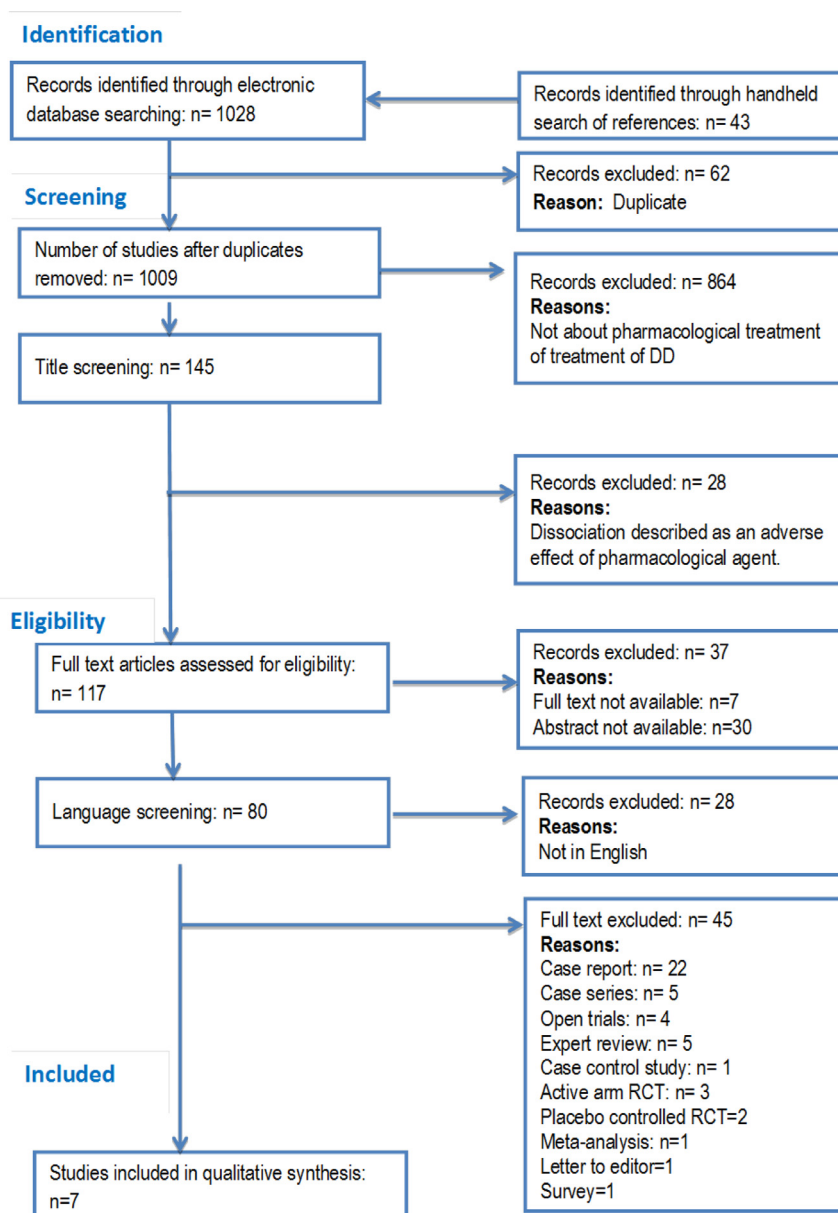 Identification
Records identified through electronic
database searching: n= 1028
Records identified through handheld
search of references: n= 43
Records excluded: n= 62
Reason: Duplicate
Screening
Number of studies after duplicates
removed: n= 1009
Records excluded: n= 864
Reasons:
Not about pharmacological treatment
of treatment of DD
Title screening: n= 145
Records excluded: n= 28
Reasons:
Dissociation described as an adverse
effect of pharmacological agent.
Eligibility
Full text articles assessed for eligibility:
n= 117
Records excluded: n= 37
Reasons:
Full text not available: n=7
Abstract not available: n=30
Language screening: n= 80
Records excluded: n= 28
Reasons:
Not in English
Full text excluded: n= 45
Reasons:
Case report: n= 22
Case series: n= 5
Open trials: n= 4
Expert review: n= 5
Case control study: n= 1
Active arm RCT: n= 3
Placebo controlled RCT=2
Meta-analysis: n=1
Letter to editor=1
Survey=1
Included
Studies included in qualitative synthesis:
n=7